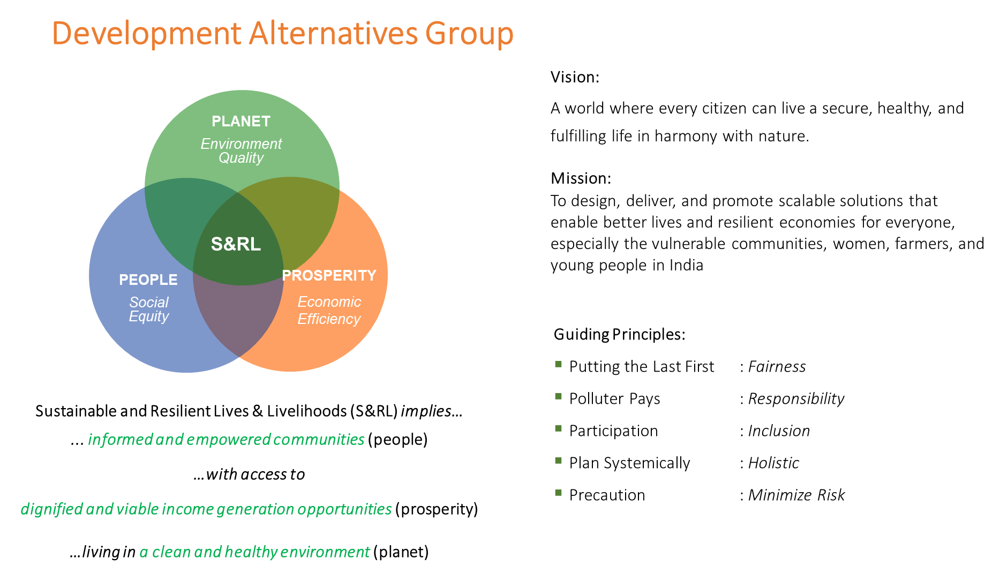 Development Alternatives Group
PLANET
Environment
Quality
S&RL
PEOPLE
Social
Equity
PROSPERITY
Economic
Efficiency
Sustainable and Resilient Lives & Livelihoods (S&RL) implies...
... informed and empowered communities (people)
...with access to
dignified and viable income generation opportunities (prosperity)
...living in a clean and healthy environment (planet)
Vision:
A world where every citizen can live a secure, healthy, and
fulfilling life in harmony with nature.
Mission:
To design, deliver, and promote scalable solutions that
enable better lives and resilient economies for everyone,
especially the vulnerable communities, women, farmers, and
young people in India
Guiding Principles:
▪ Putting the Last First : Fairness
▪ Polluter Pays : Responsibility
▪ Participation : Inclusion
▪ Plan Systemically : Holistic
▪ Precaution : Minimize Risk